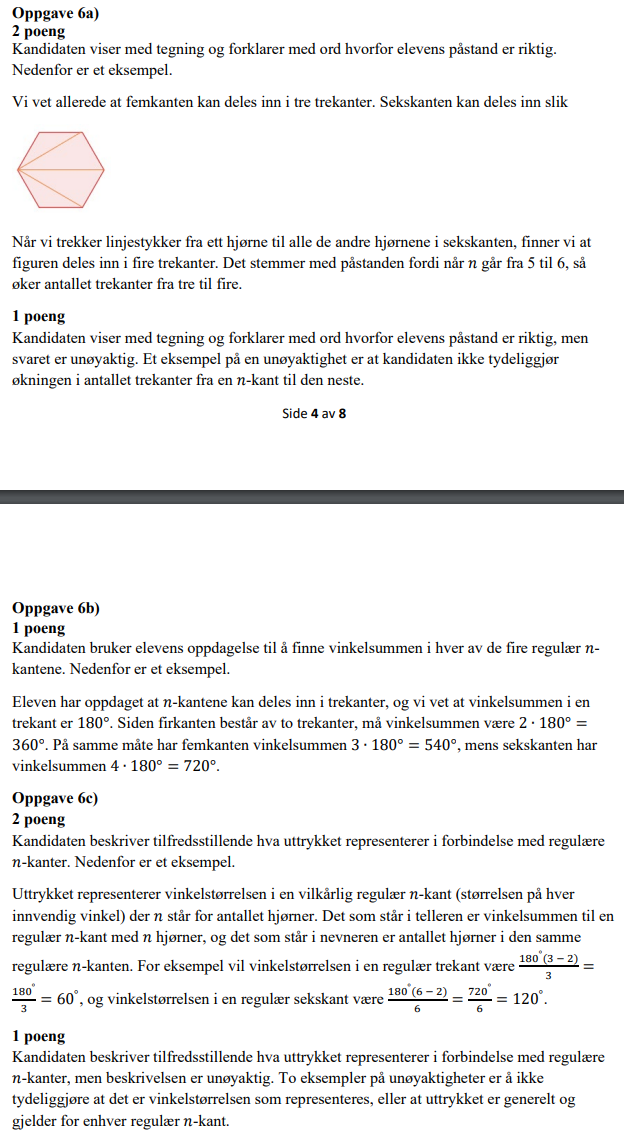 Oppgave 6a)
2 poeng
Kandidaten viser med tegning og forklarer med ord hvorfor elevens påstand er riktig.
Nedenfor er et eksempel.
Vi vet allerede at femkanten kan deles inn i tre trekanter. Sekskanten kan deles inn slik
Når vi trekker linjestykker fra ett hjørne til alle de andre hjørnene i sekskanten, finner vi at
figuren deles inn i fire trekanter. Det stemmer med påstanden fordi når n går fra 5 til 6, så
øker antallet trekanter fra tre til fire.
1 poeng
Kandidaten viser med tegning og forklarer med ord hvorfor elevens påstand er riktig, men
svaret er unøyaktig. Et eksempel på en unøyaktighet er at kandidaten ikke tydeliggjør
økningen i antallet trekanter fra en n-kant til den neste.
Side 4 av 8
Oppgave 6b)
1 poeng
Kandidaten bruker elevens oppdagelse til å finne vinkelsummen i hver av de fire regulær n-
kantene. Nedenfor er et eksempel.
Eleven har oppdaget at n-kantene kan deles inn i trekanter, og vi vet at vinkelsummen i en
trekant er 180°. Siden firkanten består av to trekanter, må vinkelsummen være 2 · 180° =
360°. På samme måte har femkanten vinkelsummen 3 · 180° = 540°, mens sekskanten har
vinkelsummen 4 · 180° = 720°.
Oppgave 6c)
2 poeng
Kandidaten beskriver tilfredsstillende hva uttrykket representerer i forbindelse med regulære
n-kanter. Nedenfor er et eksempel.
Uttrykket representerer vinkelstørrelsen i en vilkårlig regulær n-kant (størrelsen på hver
innvendig vinkel) der n står for antallet hjørner. Det som står i telleren er vinkelsummen til en
regulær n-kant med n hjørner, og det som står i nevneren er antallet hjørner i den samme
regulære n-kanten. For eksempel vil vinkelstørrelsen i en regulær trekant være 180°(3 − 2)/3 =
180°/3 = 60°, og vinkelstørrelsen i en regulær sekskant være 180°(6 − 2)/6 = 720°/6 = 120°.
1 poeng
Kandidaten beskriver tilfredsstillende hva uttrykket representerer i forbindelse med regulære
n-kanter, men beskrivelsen er unøyaktig. To eksempler på unøyaktigheter er å ikke
tydeliggjøre at det er vinkelstørrelsen som representeres, eller at uttrykket er generelt og
gjelder for enhver regulær n-kant.